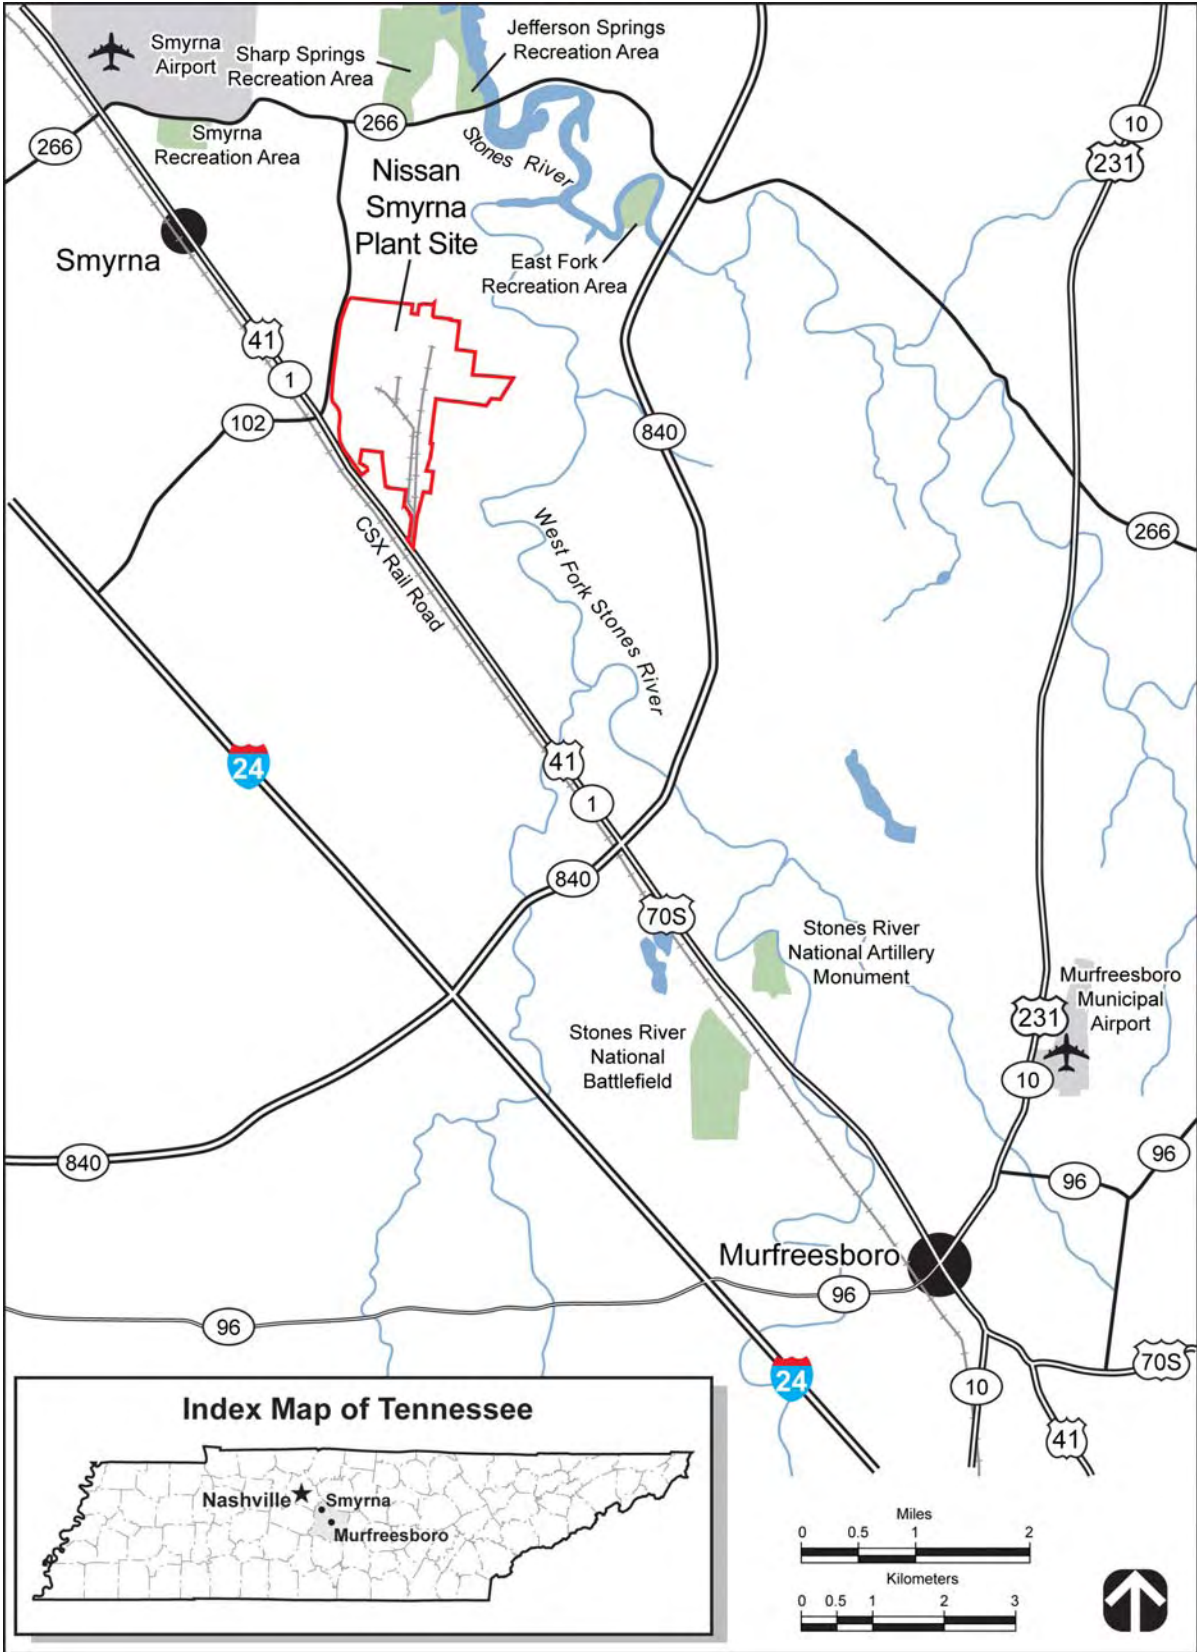 Smyrna
Airport
Sharp Springs
Recreation Area
Jefferson Springs
Recreation Area
266
Smyrna
Recreation Area
266
Stones River
10
231
Nissan
Smyrna
Plant Site
Smyrna
East Fork
Recreation Area
41
1
102
840
266
CSX Rail Road
West Fork Stones River
24
41
1
840
70S
Stones River
National Artillery
Monument
Murfreesboro
Municipal
Airport
231
Stones River
National
Battlefield
10
840
96
96
Murfreesboro
96
96
24
10
70S
41
Index Map of Tennessee
Nashville
Smyrna
Murfreesboro
Miles
0 0.5 1 2
Kilometers
0 0.5 1 2 3